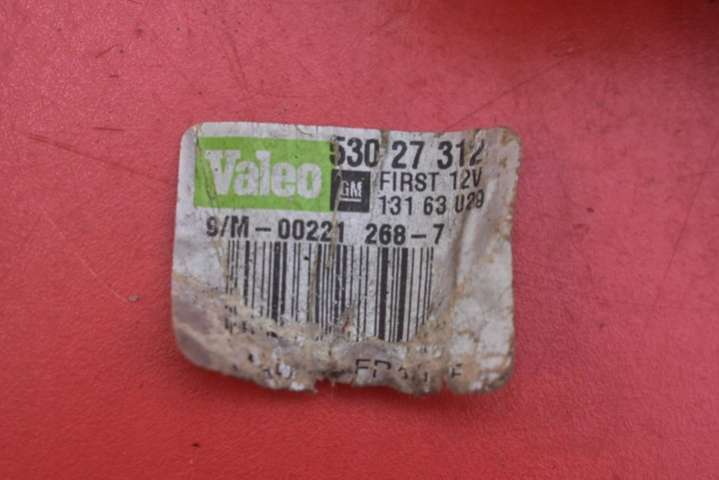 Valeo 530 27 312
GM FIRST 12V
131 63 029
9/M-00221 268-7